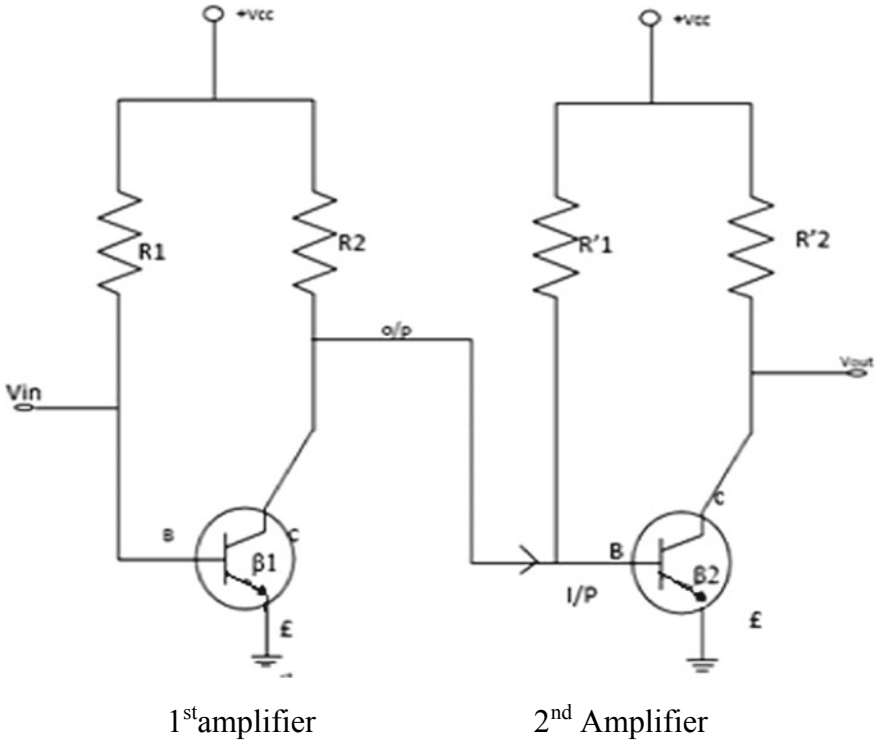 +Vcc
+Vcc
R1
R2
R'1
R'2
o/p
Vout
Vin
C
B
C
B
β1
β2
I/P
£
£
1stamplifier
2nd Amplifier